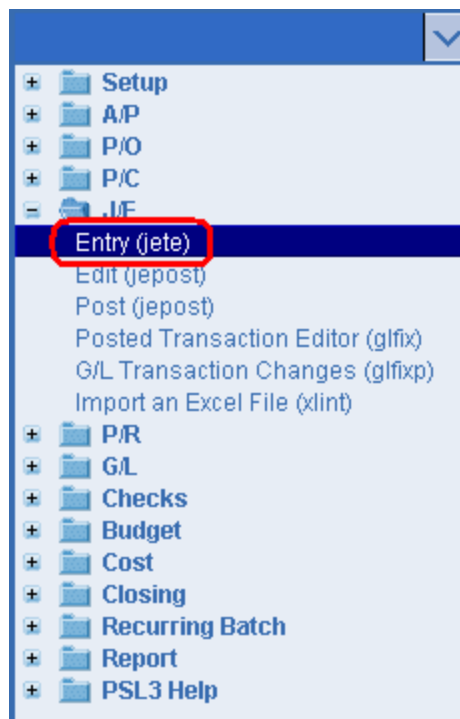 Setup
A/P
P/O
P/C
J/E
Entry (jete)
Edit (jepost)
Post (jepost)
Posted Transaction Editor (glfix)
G/L Transaction Changes (glfixp)
Import an Excel File (xlint)
P/R
G/L
Checks
Budget
Cost
Closing
Recurring Batch
Report
PSL3 Help